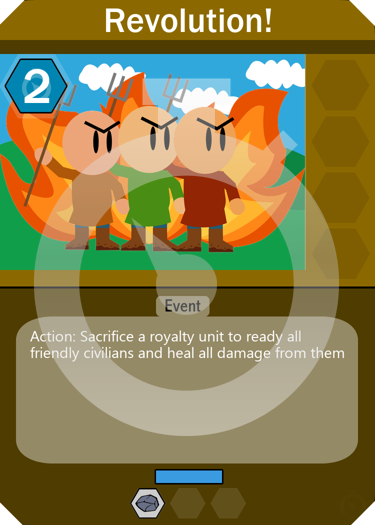 Revolution!
2
Event
Action: Sacrifice a royalty unit to ready all
friendly civilians and heal all damage from them